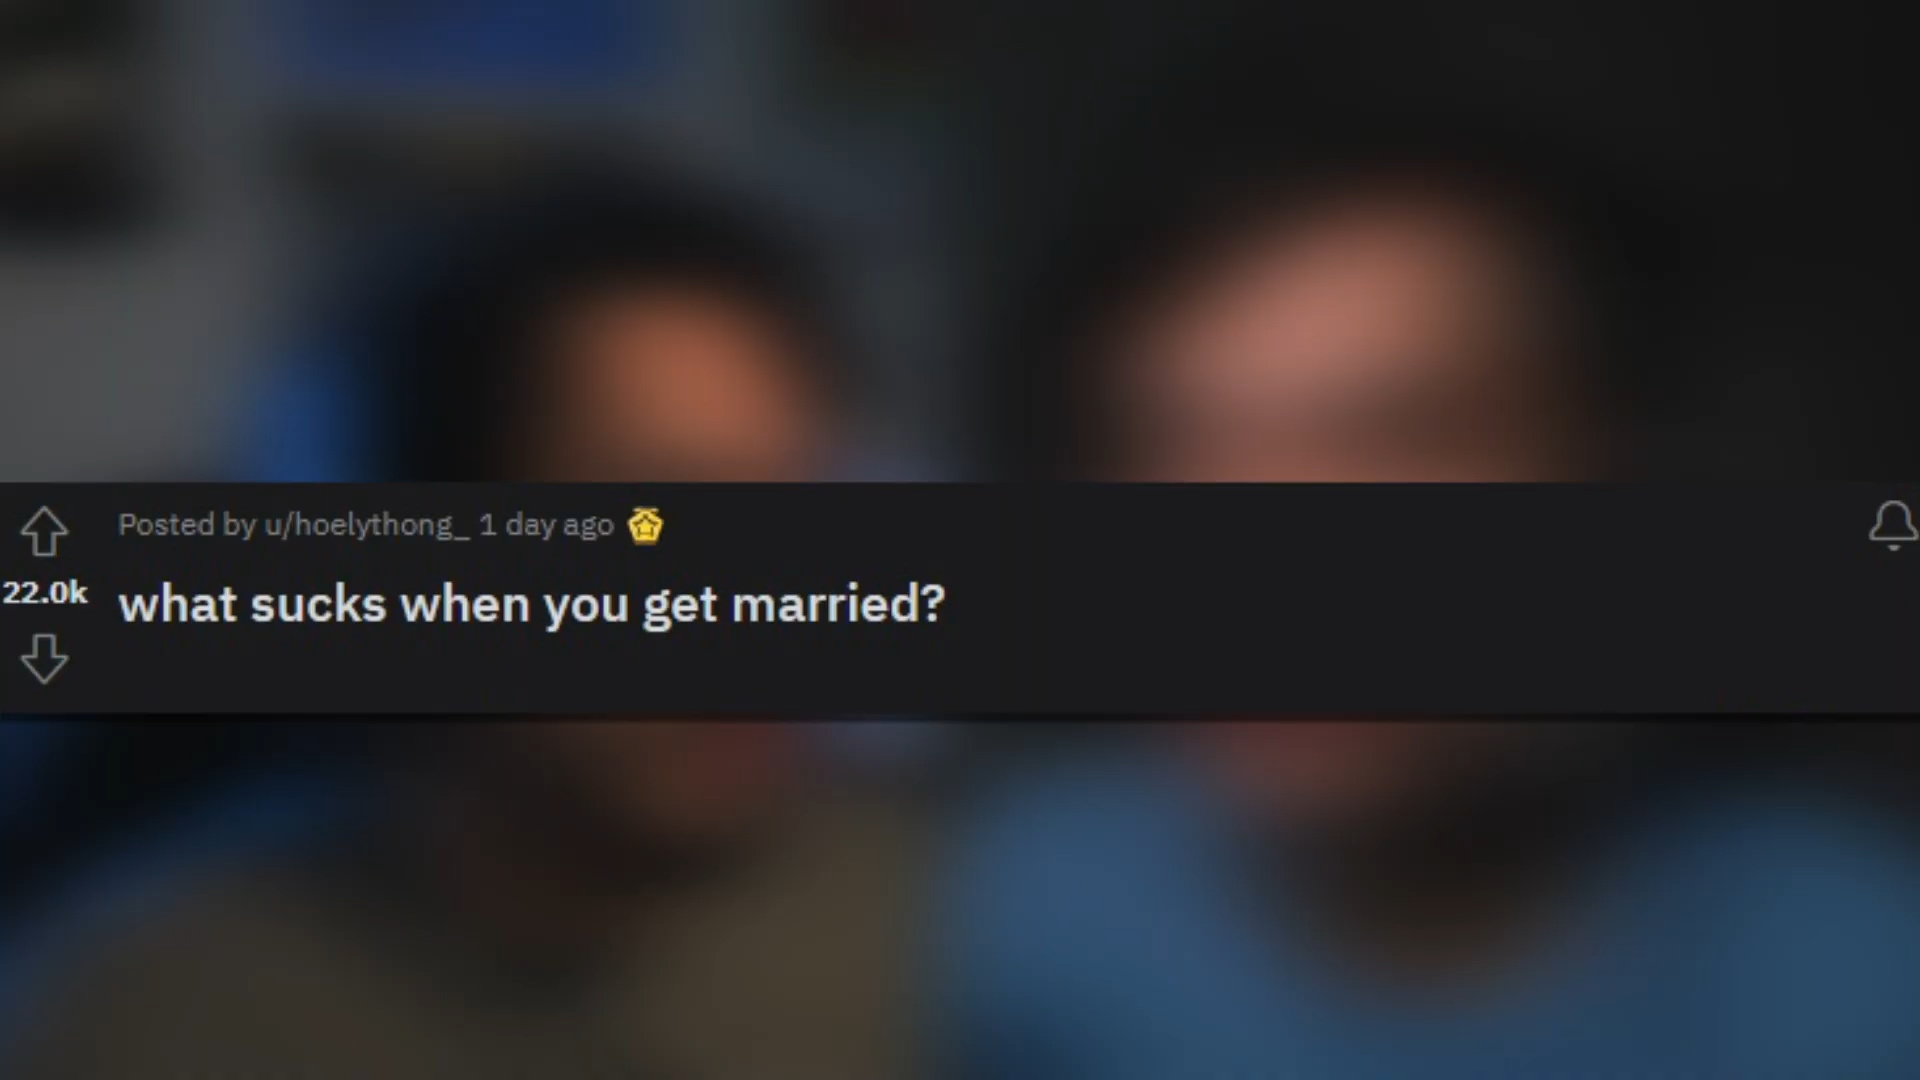 Posted by u/hoelythong_ 1 day ago
22.0k
what sucks when you get married?